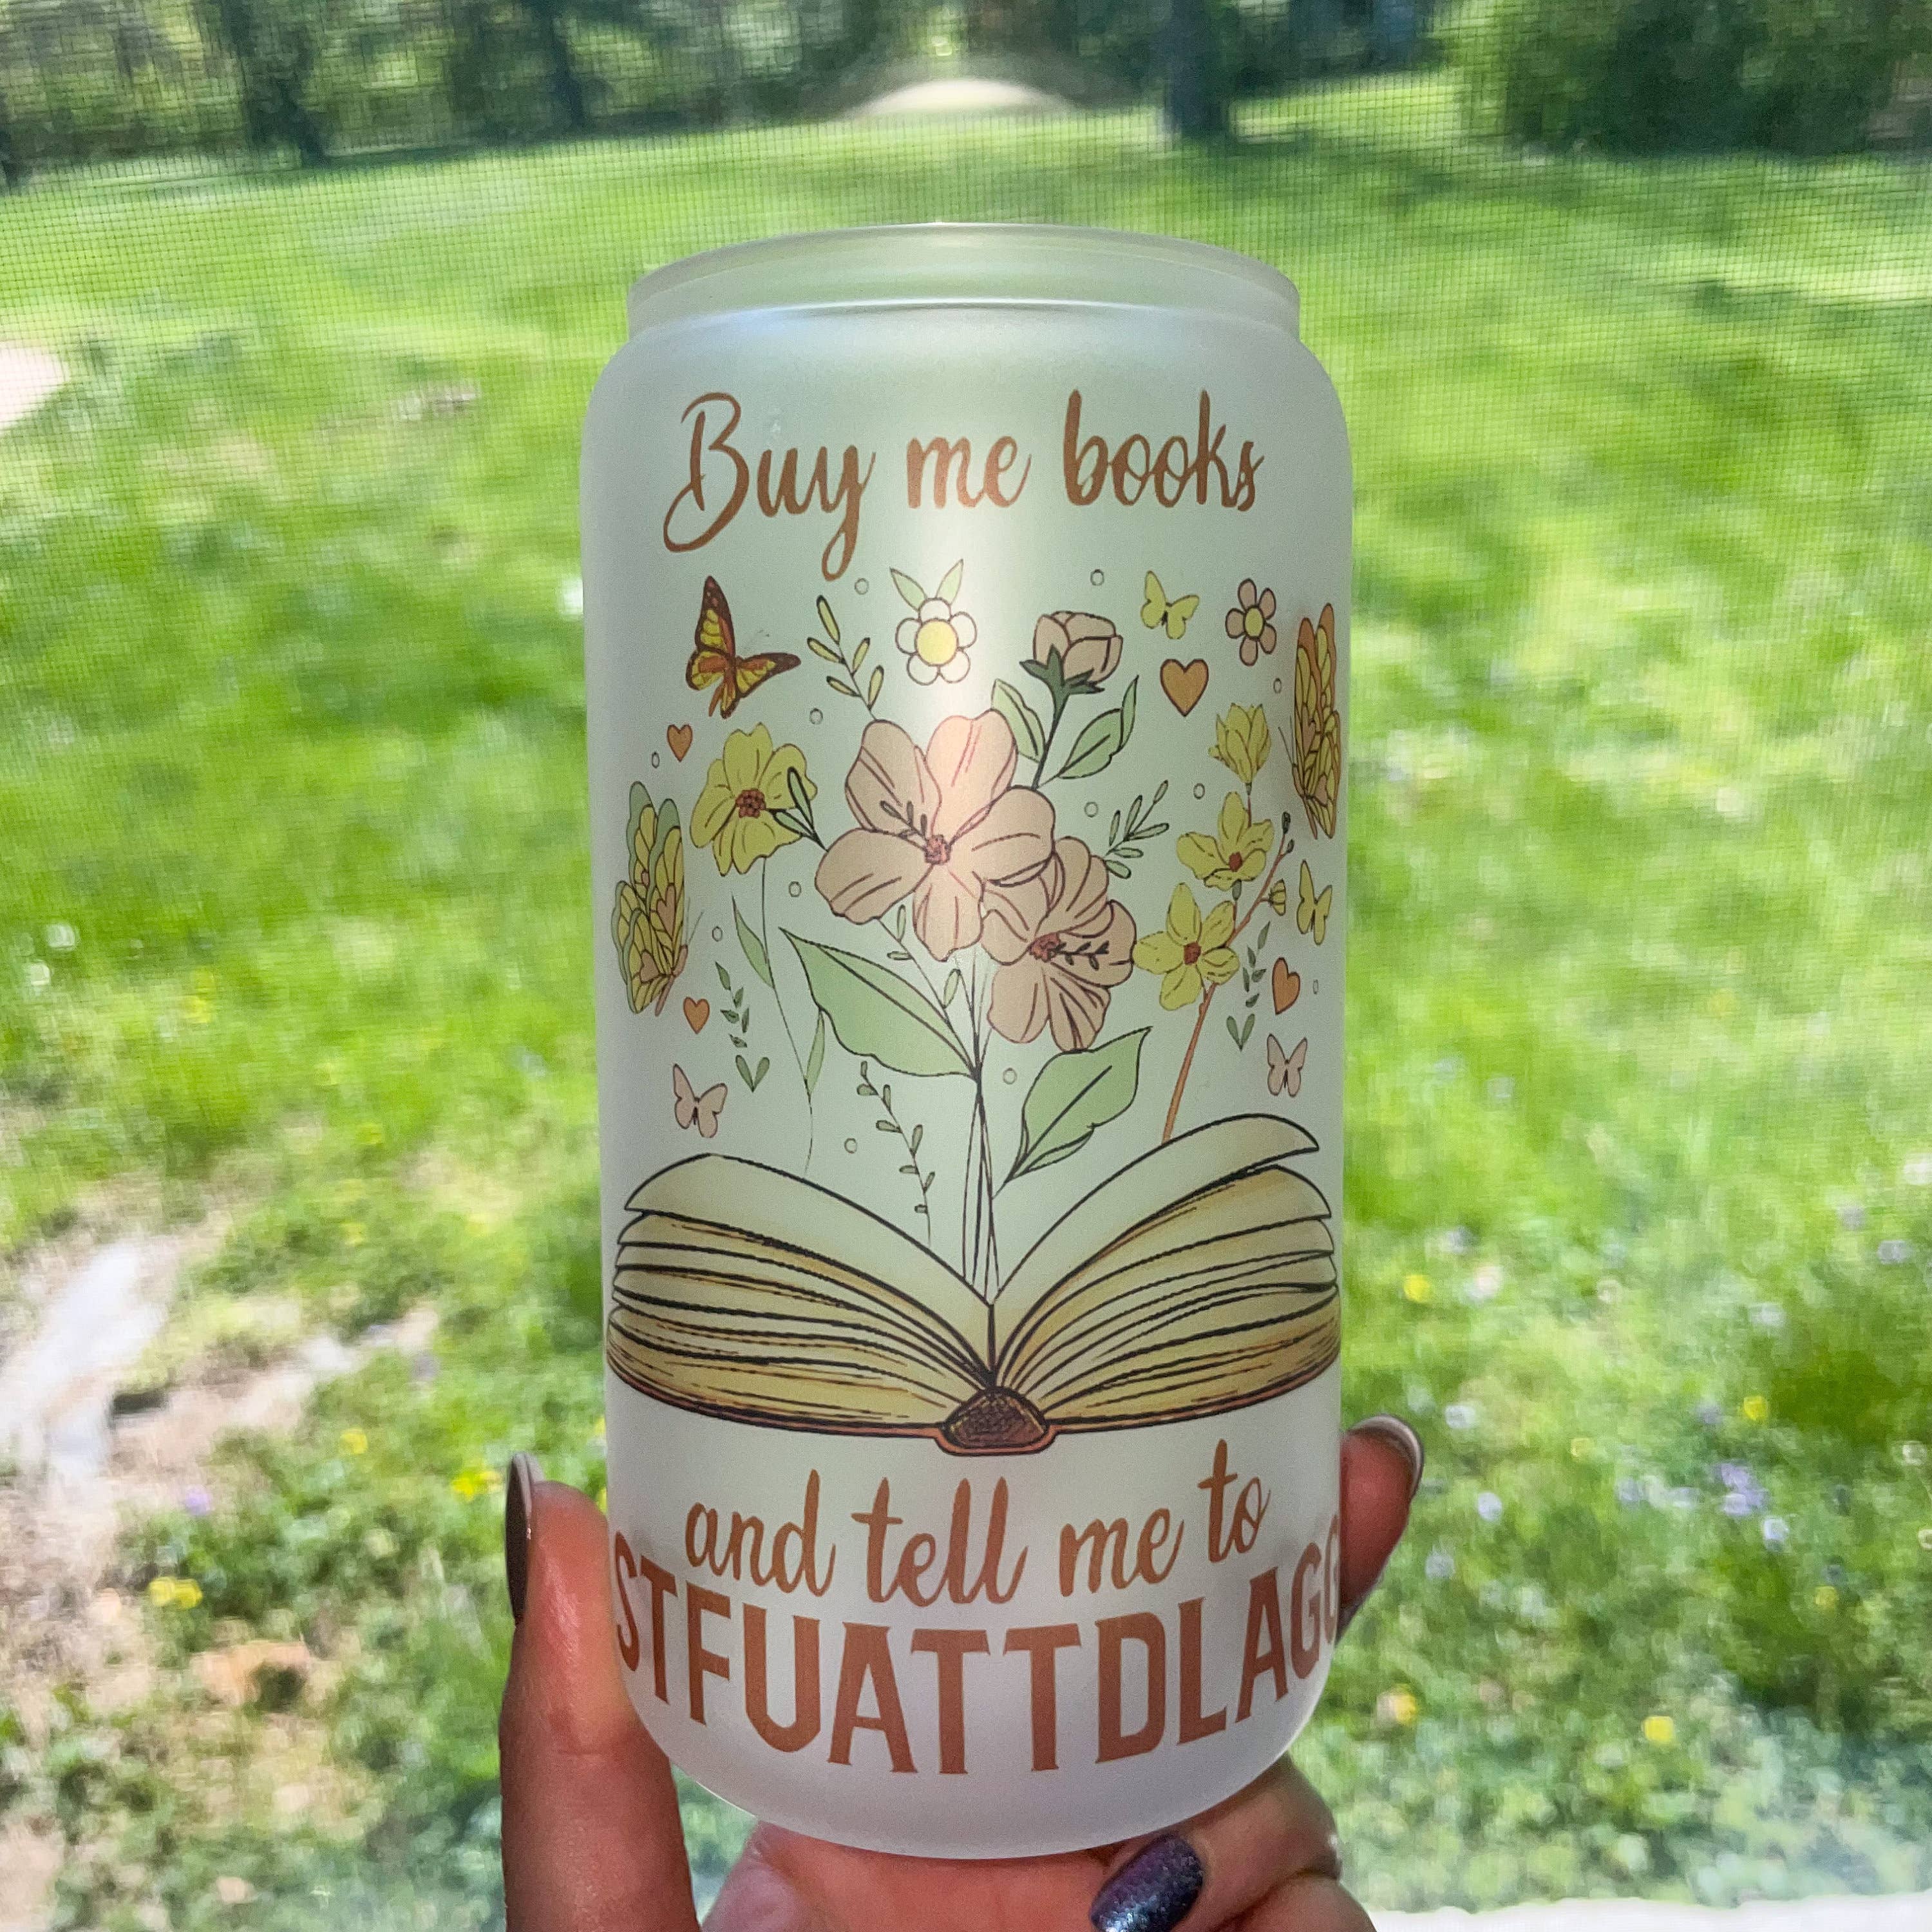 Buy me books
and tell me to
STFUATTDLAGG